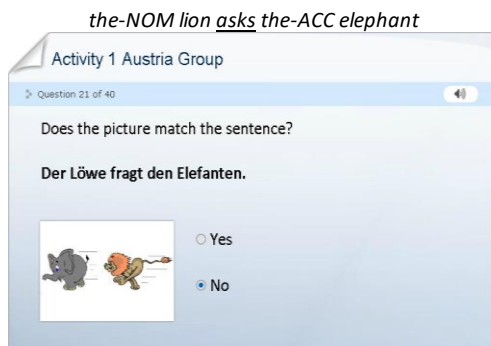 the-NOM lion asks the-ACC elephant
Activity 1 Austria Group
Question 21 of 40
Does the picture match the sentence?
Der Löwe fragt den Elefanten.
Yes
No